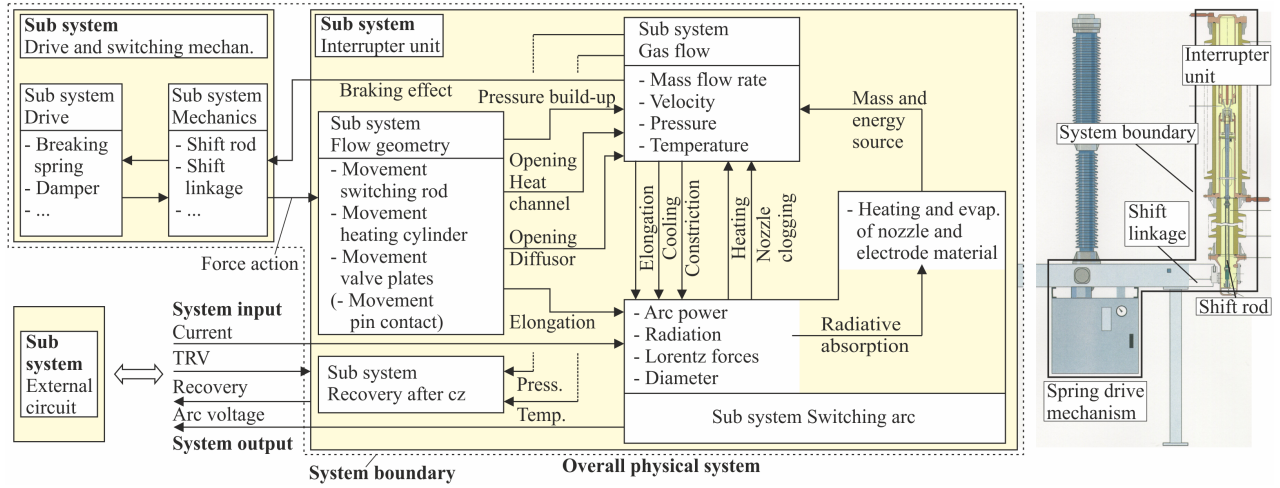 Sub system
Drive and switching mechan.
Sub system
Drive
- Breaking
spring
- Damper
- ...
Sub system
Mechanics
- Shift rod
- Shift
linkage
- ...
Force action
Sub system
Interrupter unit
Braking effect
Sub system
Flow geometry
- Movement
switching rod
- Movement
heating cylinder
- Movement
valve plates
(- Movement
pin contact)
Pressure build-up
Opening
Heat
channel
Opening
Diffusor
Elongation
Sub system
Gas flow
- Mass flow rate
- Velocity
- Pressure
- Temperature
Mass and
energy
source
Elongation
Cooling
Constriction
Heating
Nozzle
clogging
- Heating and evap.
of nozzle and
electrode material
- Arc power
- Radiation
- Lorentz forces
- Diameter
Radiative
absorption
Sub system Switching arc
Sub system
Recovery after cz
Press.
Temp.
Sub
system
External
circuit
System input
Current
TRV
Recovery
Arc voltage
System output
System boundary
Overall physical system
Interrupter
unit
System boundary
Shift
linkage
Shift rod
Spring drive
mechanism